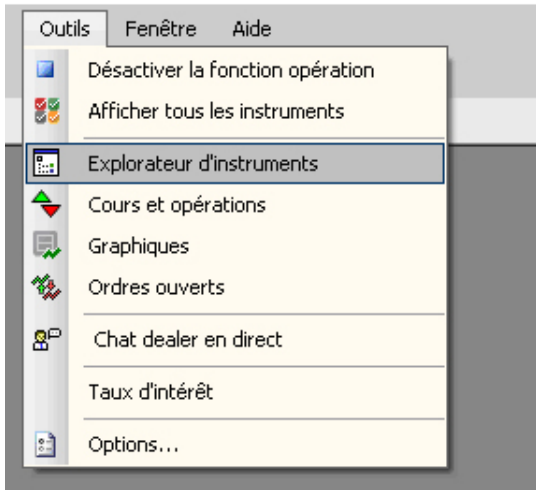 Outils Fenêtre Aide
Désactiver la fonction opération
Afficher tous les instruments
Explorateur d'instruments
Cours et opérations
Graphiques
Ordres ouverts
Chat dealer en direct
Taux d'intérêt
Options...